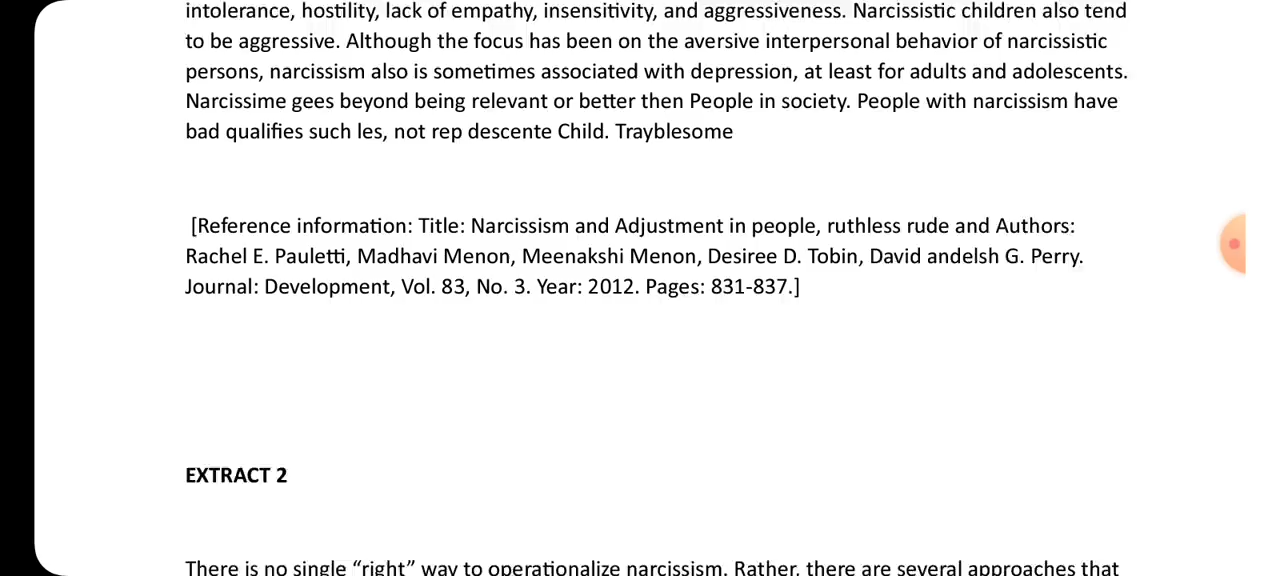 intolerance, hostility, lack of empathy, insensitivity, and aggressiveness. Narcissistic children also tend
to be aggressive. Although the focus has been on the aversive interpersonal behavior of narcissistic
persons, narcissism also is sometimes associated with depression, at least for adults and adolescents.
Narcissime gees beyond being relevant or better then People in society. People with narcissism have
bad qualifies such les, not rep descente Child. Trayblesome
[Reference information: Title: Narcissism and Adjustment in people, ruthless rude and Authors:
Rachel E. Pauletti, Madhavi Menon, Meenakshi Menon, Desiree D. Tobin, David andelsh G. Perry.
Journal: Development, Vol. 83, No. 3. Year: 2012. Pages: 831-837.]
EXTRACT 2
There is no single “right” way to operationalize narcissism. Rather, there are several approaches that